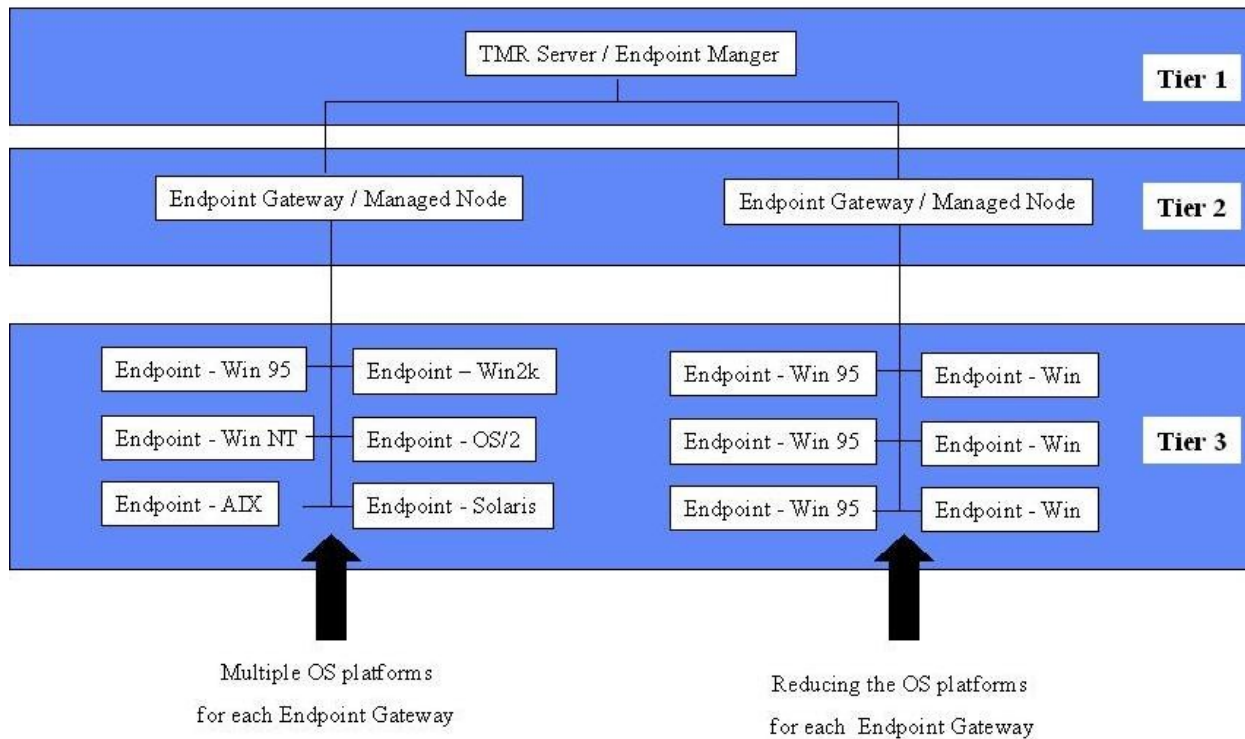 TMR Server / Endpoint Manger
Tier 1
Endpoint Gateway / Managed Node
Endpoint Gateway / Managed Node
Tier 2
Endpoint - Win 95
Endpoint – Win2k
Endpoint - Win 95
Endpoint - Win
Endpoint - Win NT
Endpoint - OS/2
Endpoint - Win 95
Endpoint - Win
Tier 3
Endpoint - AIX
Endpoint - Solaris
Endpoint - Win 95
Endpoint - Win
Multiple OS platforms
for each Endpoint Gateway
Reducing the OS platforms
for each Endpoint Gateway